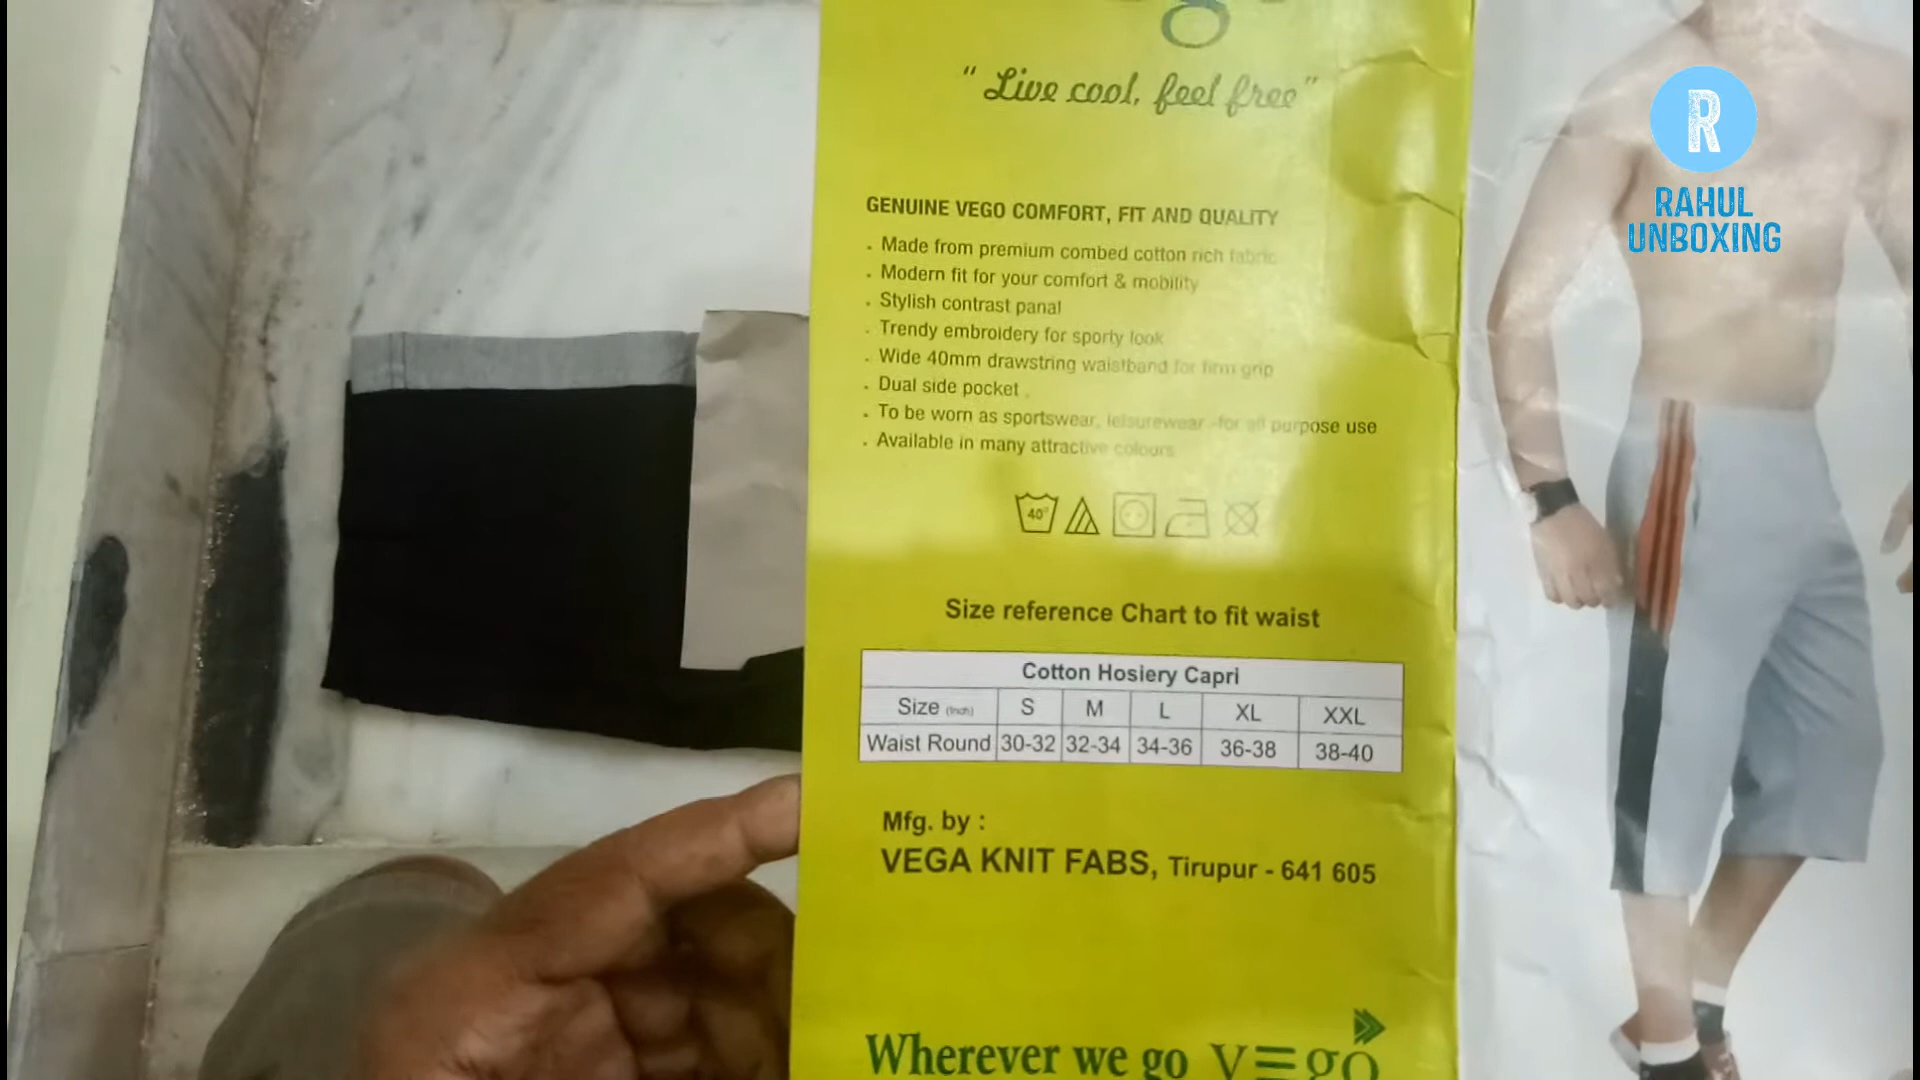 "Live cool, feel free"
GENUINE VEGO COMFORT, FIT AND QUALITY
. Made from premium combed cotton rich fabric
. Modern fit for your comfort & mobility
. Stylish contrast panal
. Trendy embroidery for sporty look
. Wide 40mm drawstring waistband for firm grip
. Dual side pocket
. To be worn as sportswear, leisurewear -for all purpose use
. Available in many attractive colours
40°
Size reference Chart to fit waist
Cotton Hosiery Capri
Size (Inch) S M L XL XXL
Waist Round 30-32 32-34 34-36 36-38 38-40
Mfg. by :
VEGA KNIT FABS, Tirupur - 641 605
Wherever we go vego
R
RAHUL
UNBOXING